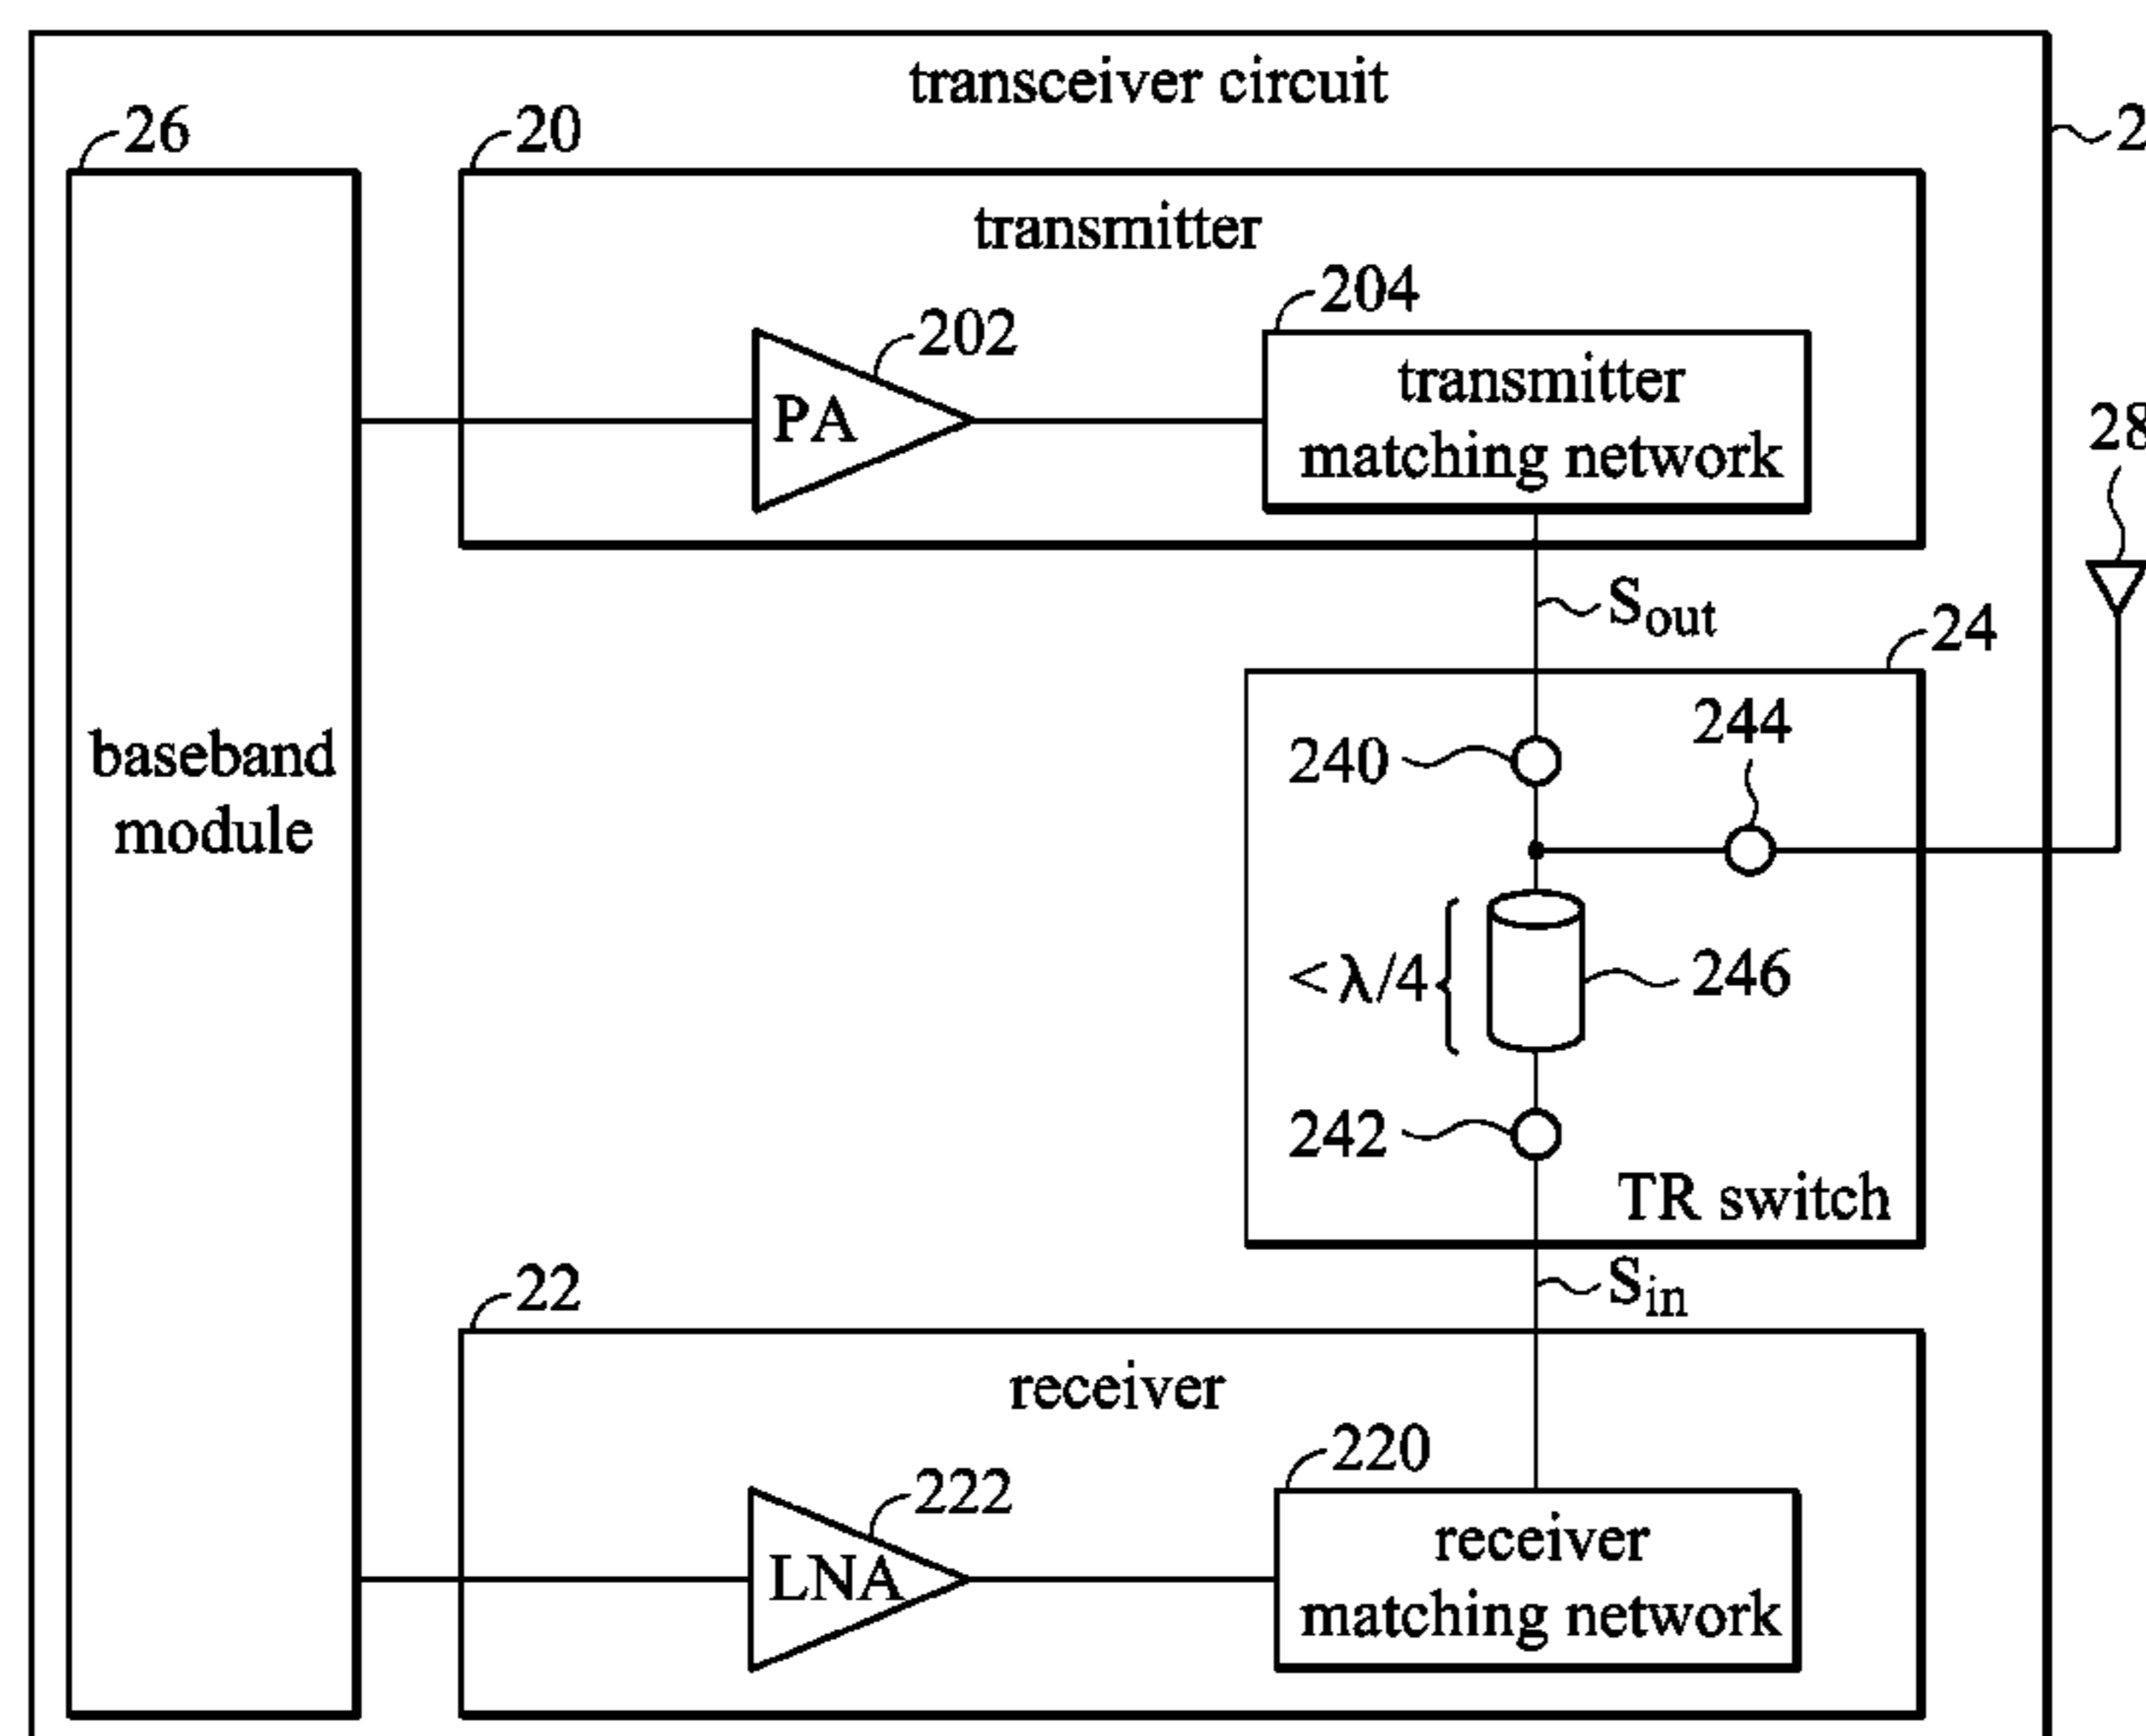 transceiver circuit
26
20
2
transmitter
204
202
transmitter
PA
matching network
28
Sout
24
244
240
baseband
module
<λ/4
246
242
TR switch
Sin
22
receiver
220
222
receiver
LNA
matching network